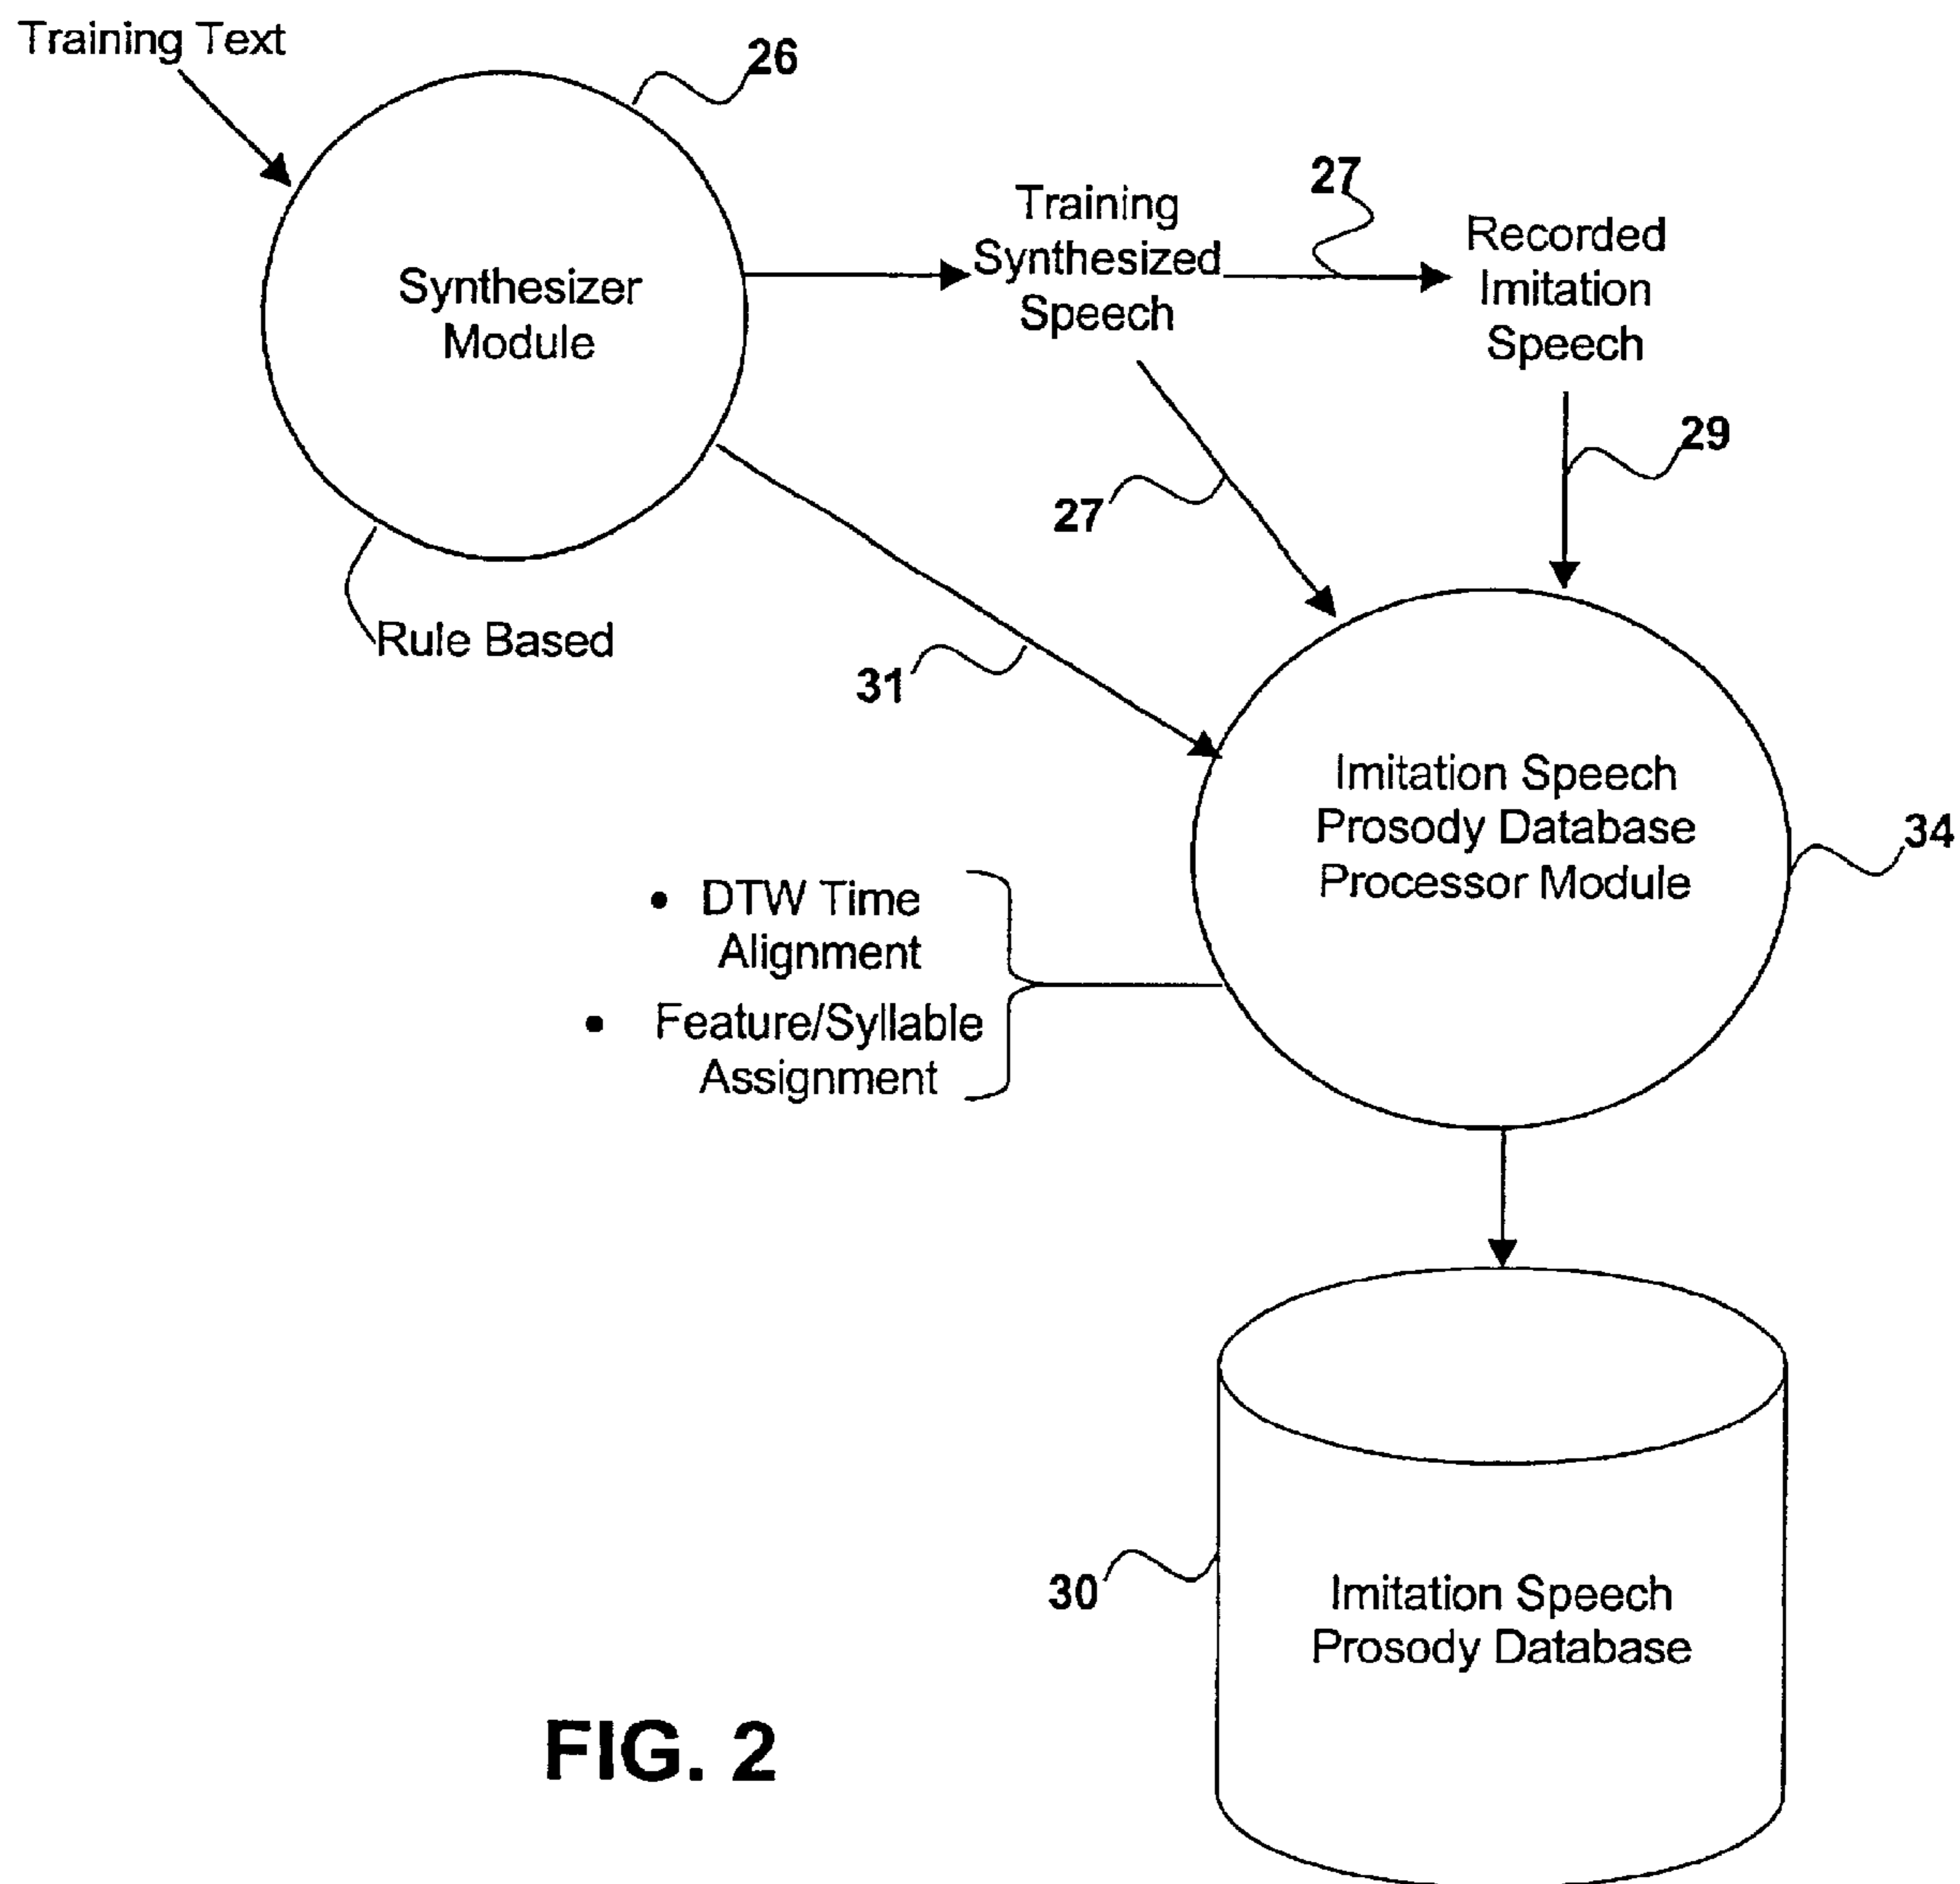 Training Text
26
Synthesizer
Module
Rule Based
Training
Synthesized
Speech
27
Recorded
Imitation
Speech
27
29
31
Imitation Speech
Prosody Database
Processor Module
34
• DTW Time
Alignment
• Feature/Syllable
Assignment
30
Imitation Speech
Prosody Database
FIG. 2